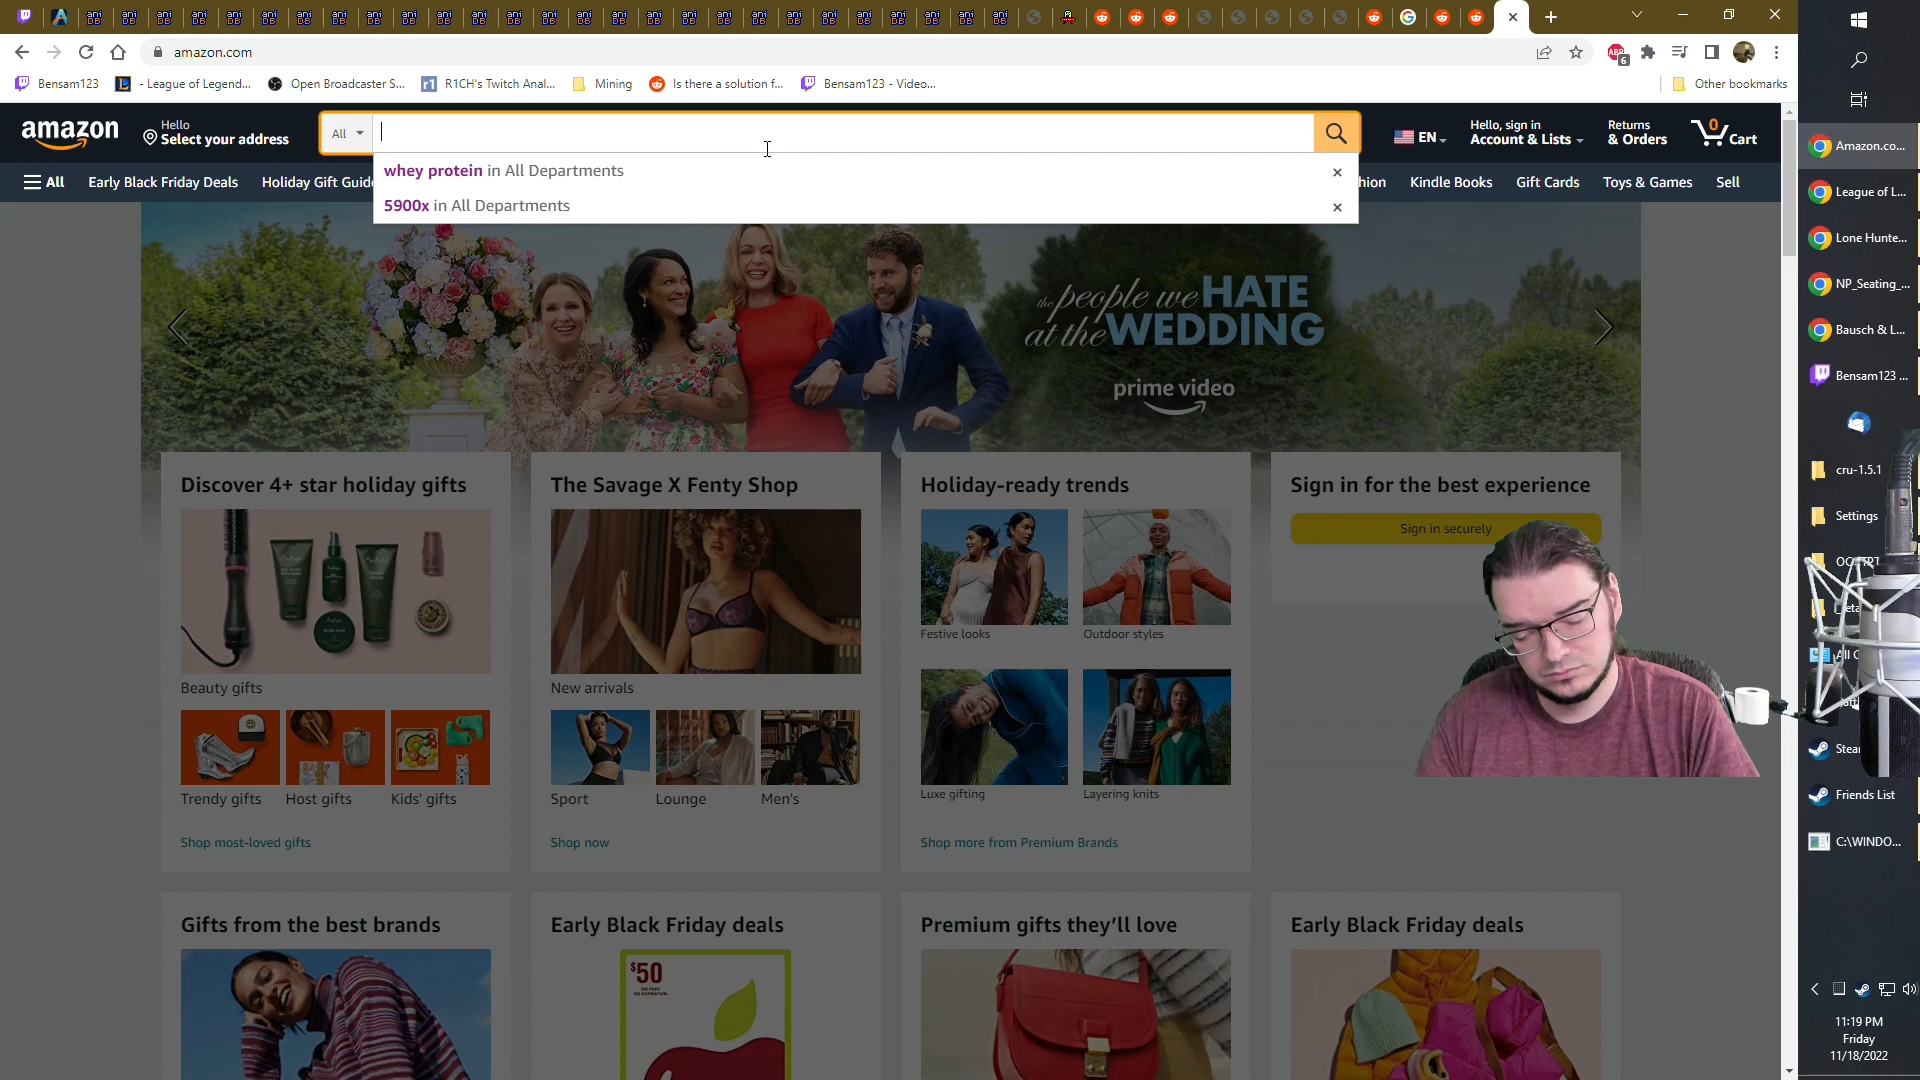 amazon.com
Bensam123
- League of Legend...
Open Broadcaster S...
R1CH's Twitch Anal...
Mining
Is there a solution f...
Bensam123 - Video...
Other bookmarks
amazon
Hello
Select your address
All
EN
Hello, sign in
Account & Lists
Returns
& Orders
0
Cart
whey protein in All Departments
5900x in All Departments
All
Early Black Friday Deals
Holiday Gift Guid
hion
Kindle Books
Gift Cards
Toys & Games
Sell
the people we HATE
at the WEDDING
prime video
Discover 4+ star holiday gifts
Beauty gifts
Trendy gifts
Host gifts
Kids' gifts
Shop most-loved gifts
The Savage X Fenty Shop
New arrivals
Sport
Lounge
Men's
Shop now
Holiday-ready trends
Festive looks
Outdoor styles
Luxe gifting
Layering knits
Shop more from Premium Brands
Sign in for the best experience
Sign in securely
Gifts from the best brands
Early Black Friday deals
$50
Premium gifts they'll love
Early Black Friday deals
Amazon.co...
League of L...
Lone Hunte...
NP_Seating_...
Bausch & L...
Bensam123 ...
cru-1.5.1
Settings
Friends List
C:\WINDO...
11:19 PM
Friday
11/18/2022